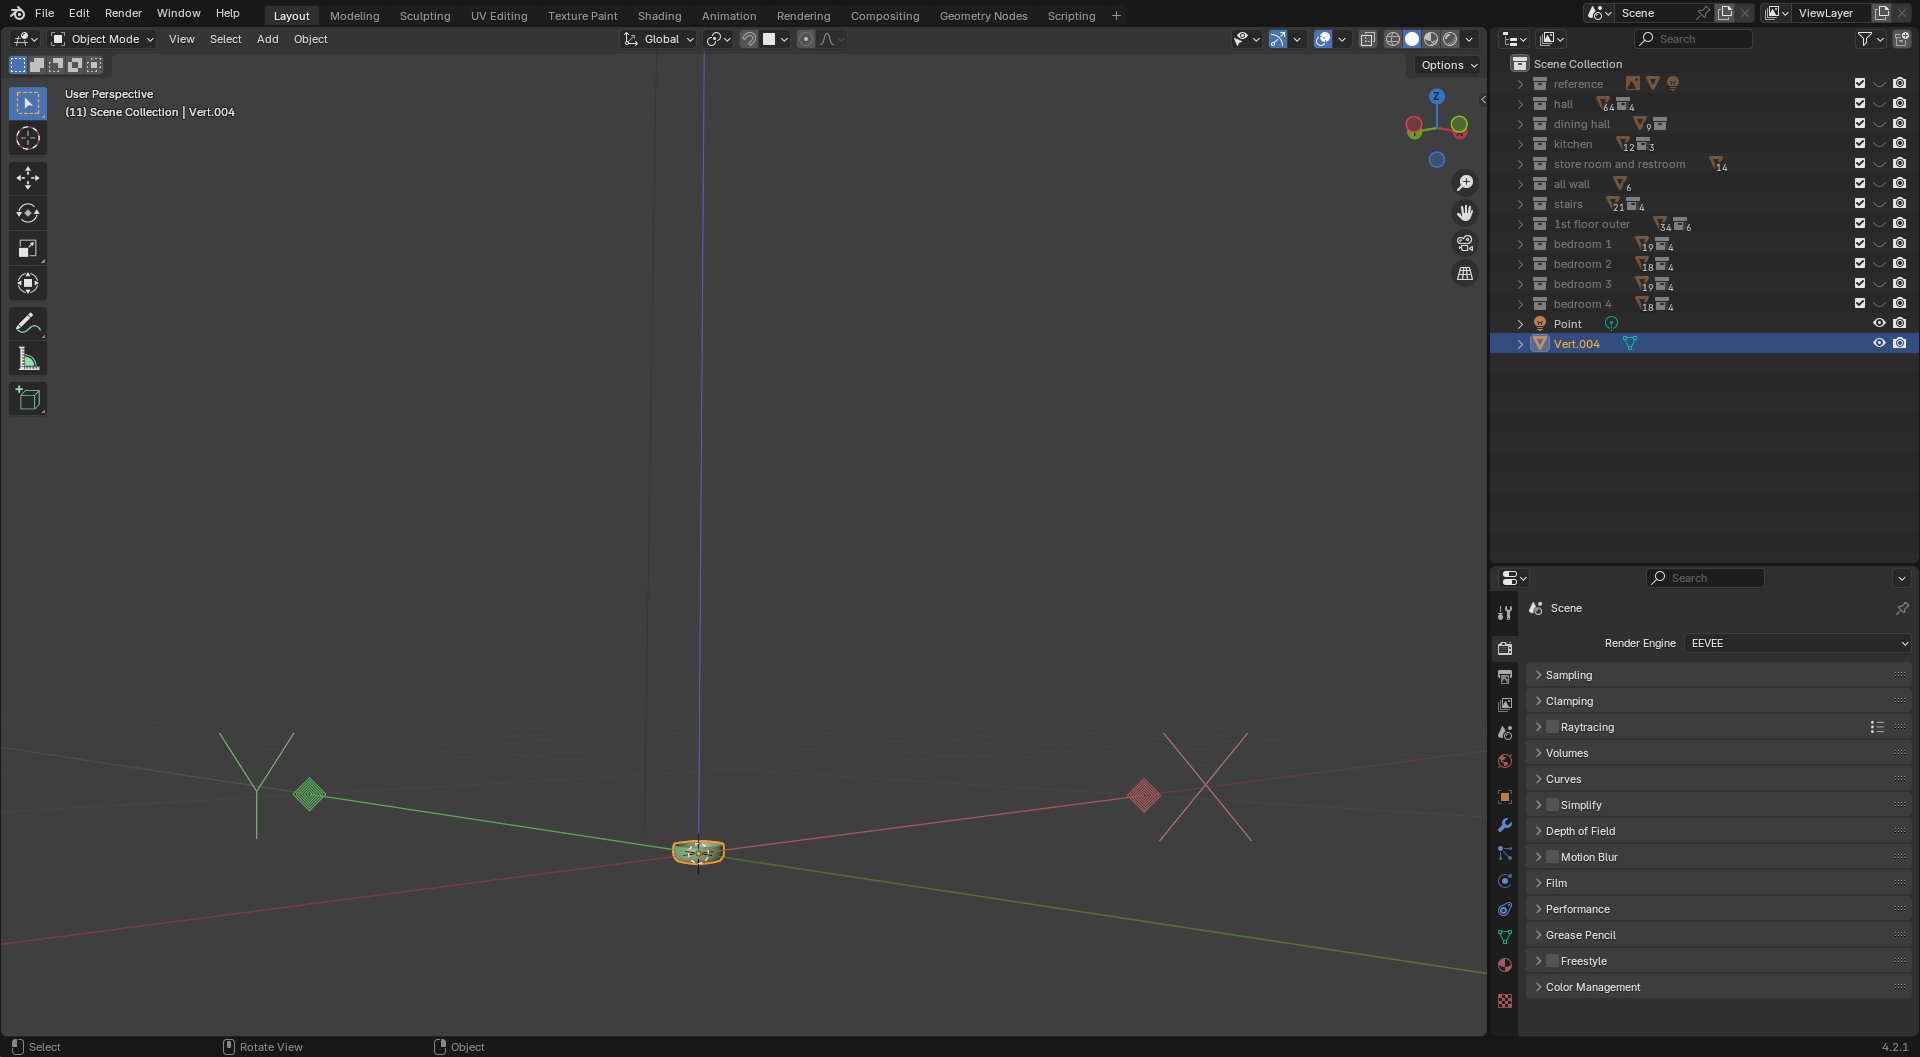 File Edit Render Window Help Layout Modeling Sculpting UV Editing Texture Paint Shading Animation Rendering Compositing Geometry Nodes Scripting + Scene ViewLayer
Object Mode View Select Add Object Global Search
Options
User Perspective
(11) Scene Collection | Vert.004
Z
Y
X
Scene Collection
reference
hall 64 4
dining hall 9
kitchen 12 3
store room and restroom 14
all wall 6
stairs 21 4
1st floor outer 34 6
bedroom 1 19 4
bedroom 2 18 4
bedroom 3 19 4
bedroom 4 18 4
Point
Vert.004
Search
Scene
Render Engine EEVEE
Sampling
Clamping
Raytracing
Volumes
Curves
Simplify
Depth of Field
Motion Blur
Film
Performance
Grease Pencil
Freestyle
Color Management
Select Rotate View Object 4.2.1